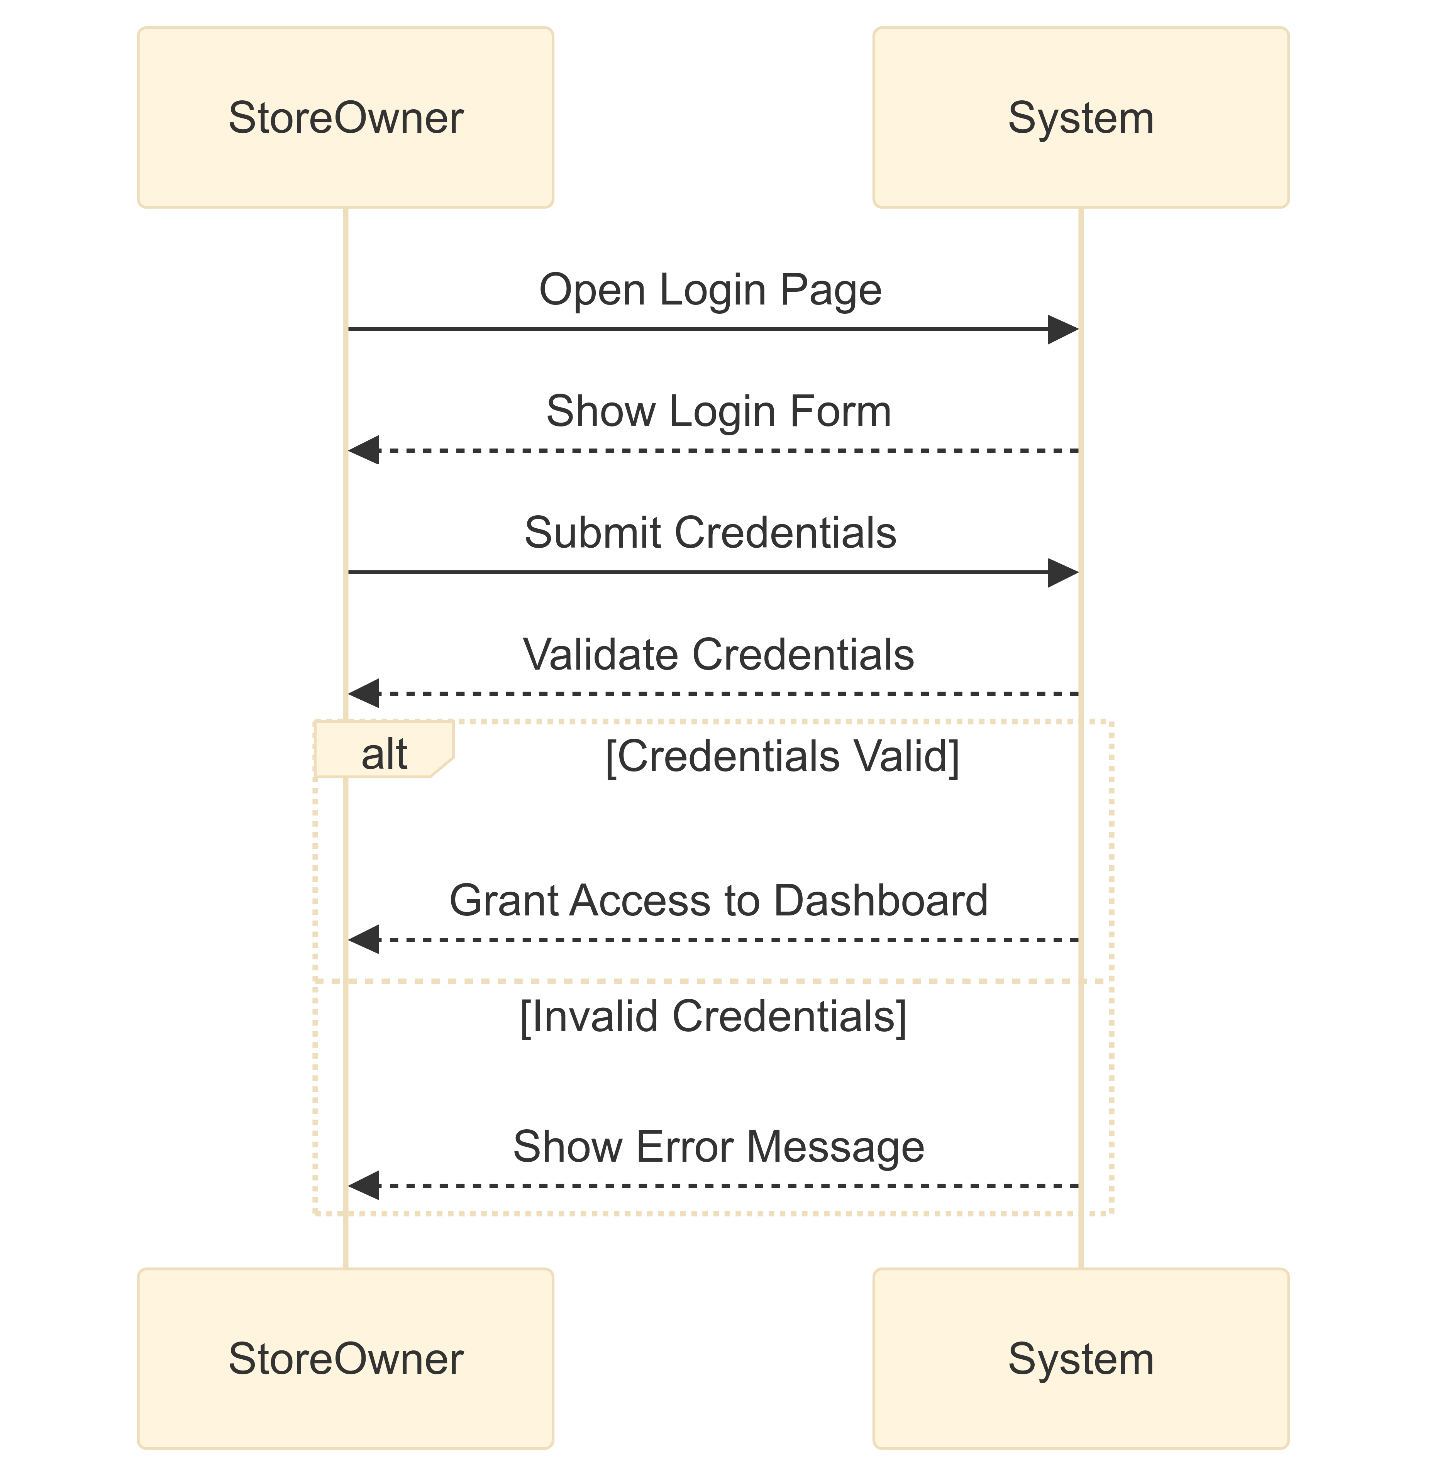 StoreOwner
System
Open Login Page
Show Login Form
Submit Credentials
Validate Credentials
alt
[Credentials Valid]
Grant Access to Dashboard
[Invalid Credentials]
Show Error Message
StoreOwner
System